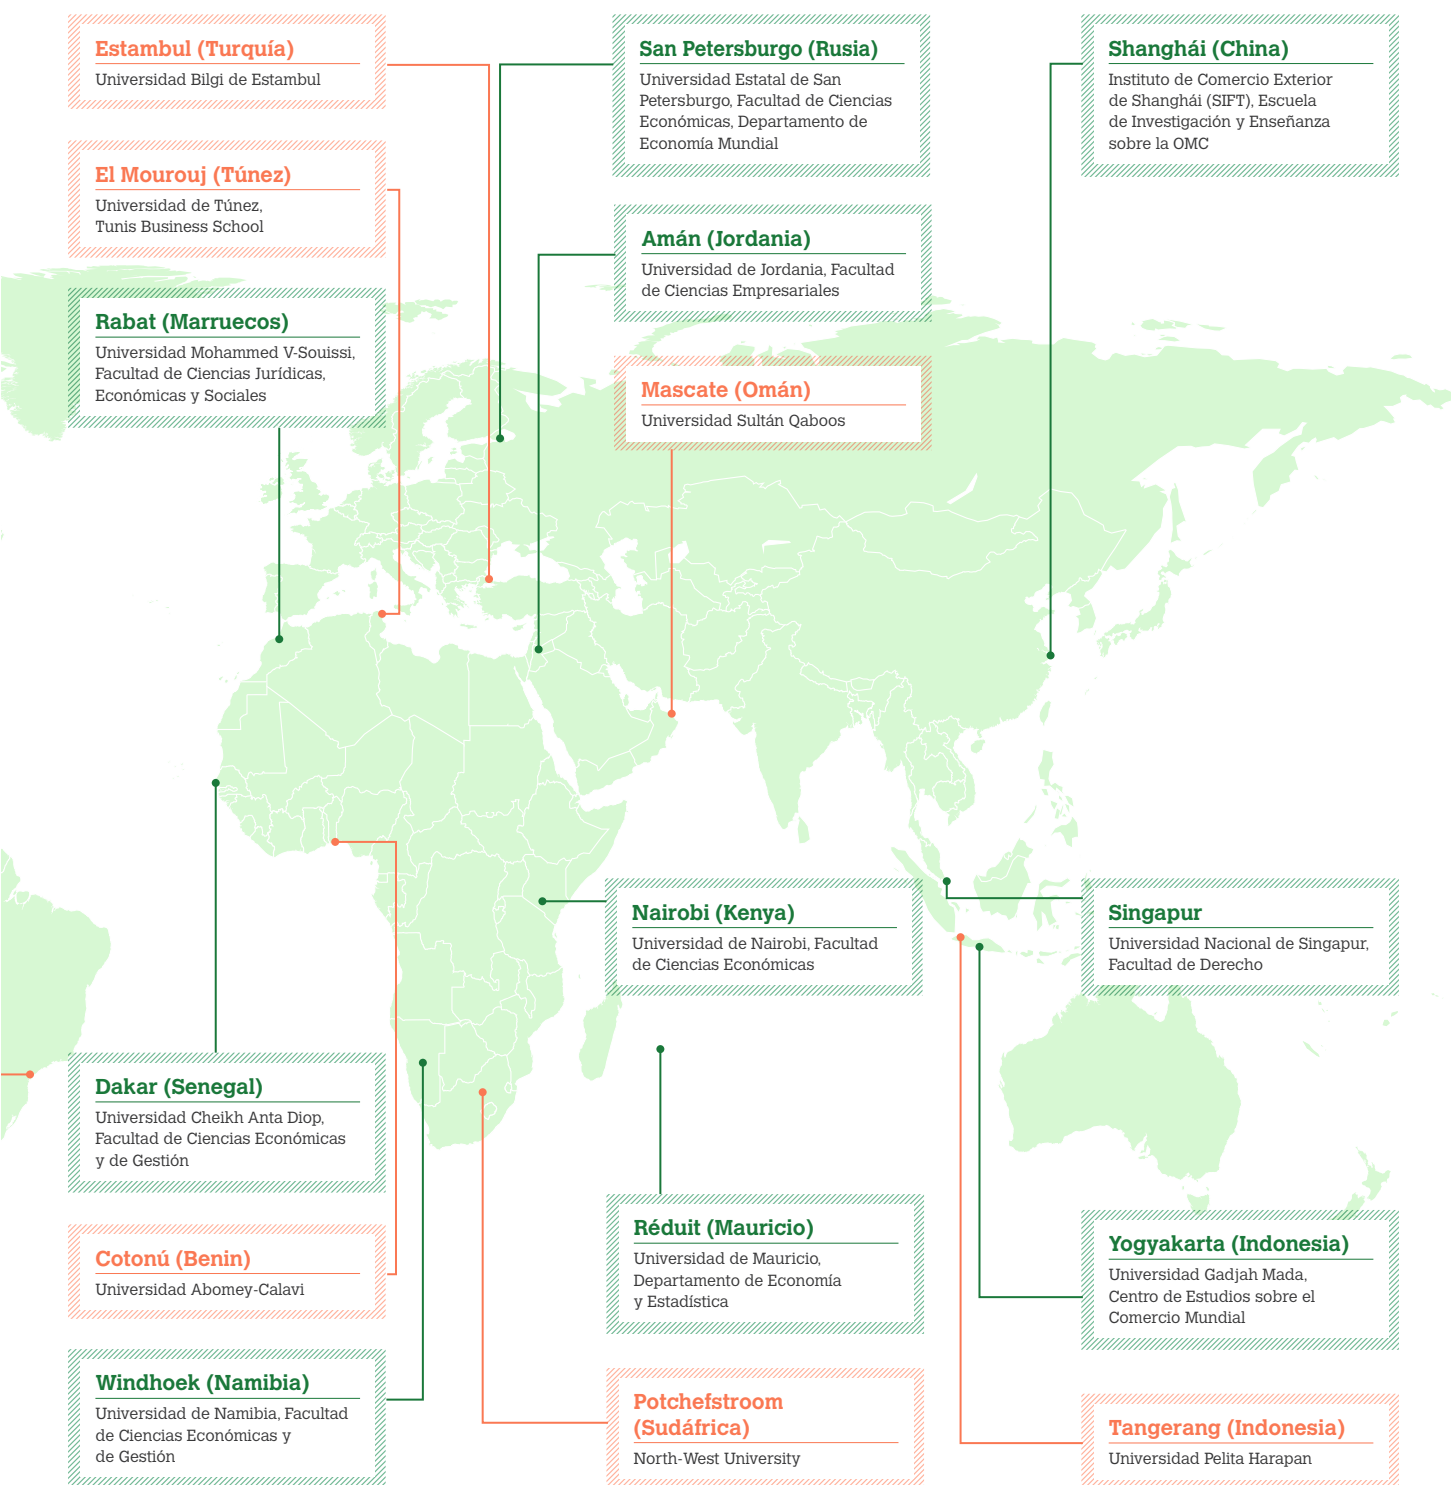 Estambul (Turquía)
Universidad Bilgi de Estambul
El Mourouj (Túnez)
Universidad de Túnez,
Tunis Business School
Rabat (Marruecos)
Universidad Mohammed V-Souissi,
Facultad de Ciencias Jurídicas,
Económicas y Sociales
San Petersburgo (Rusia)
Universidad Estatal de San
Petersburgo, Facultad de Ciencias
Económicas, Departamento de
Economía Mundial
Amán (Jordania)
Universidad de Jordania, Facultad
de Ciencias Empresariales
Mascate (Omán)
Universidad Sultán Qaboos
Shanghái (China)
Instituto de Comercio Exterior
de Shanghái (SIFT), Escuela
de Investigación y Enseñanza
sobre la OMC
Nairobi (Kenya)
Universidad de Nairobi, Facultad
de Ciencias Económicas
Singapur
Universidad Nacional de Singapur,
Facultad de Derecho
Dakar (Senegal)
Universidad Cheikh Anta Diop,
Facultad de Ciencias Económicas
y de Gestión
Cotonú (Benin)
Universidad Abomey-Calavi
Windhoek (Namibia)
Universidad de Namibia, Facultad
de Ciencias Económicas y
de Gestión
Réduit (Mauricio)
Universidad de Mauricio,
Departamento de Economía
y Estadística
Potchefstroom
(Sudáfrica)
North-West University
Yogyakarta (Indonesia)
Universidad Gadjah Mada,
Centro de Estudios sobre el
Comercio Mundial
Tangerang (Indonesia)
Universidad Pelita Harapan